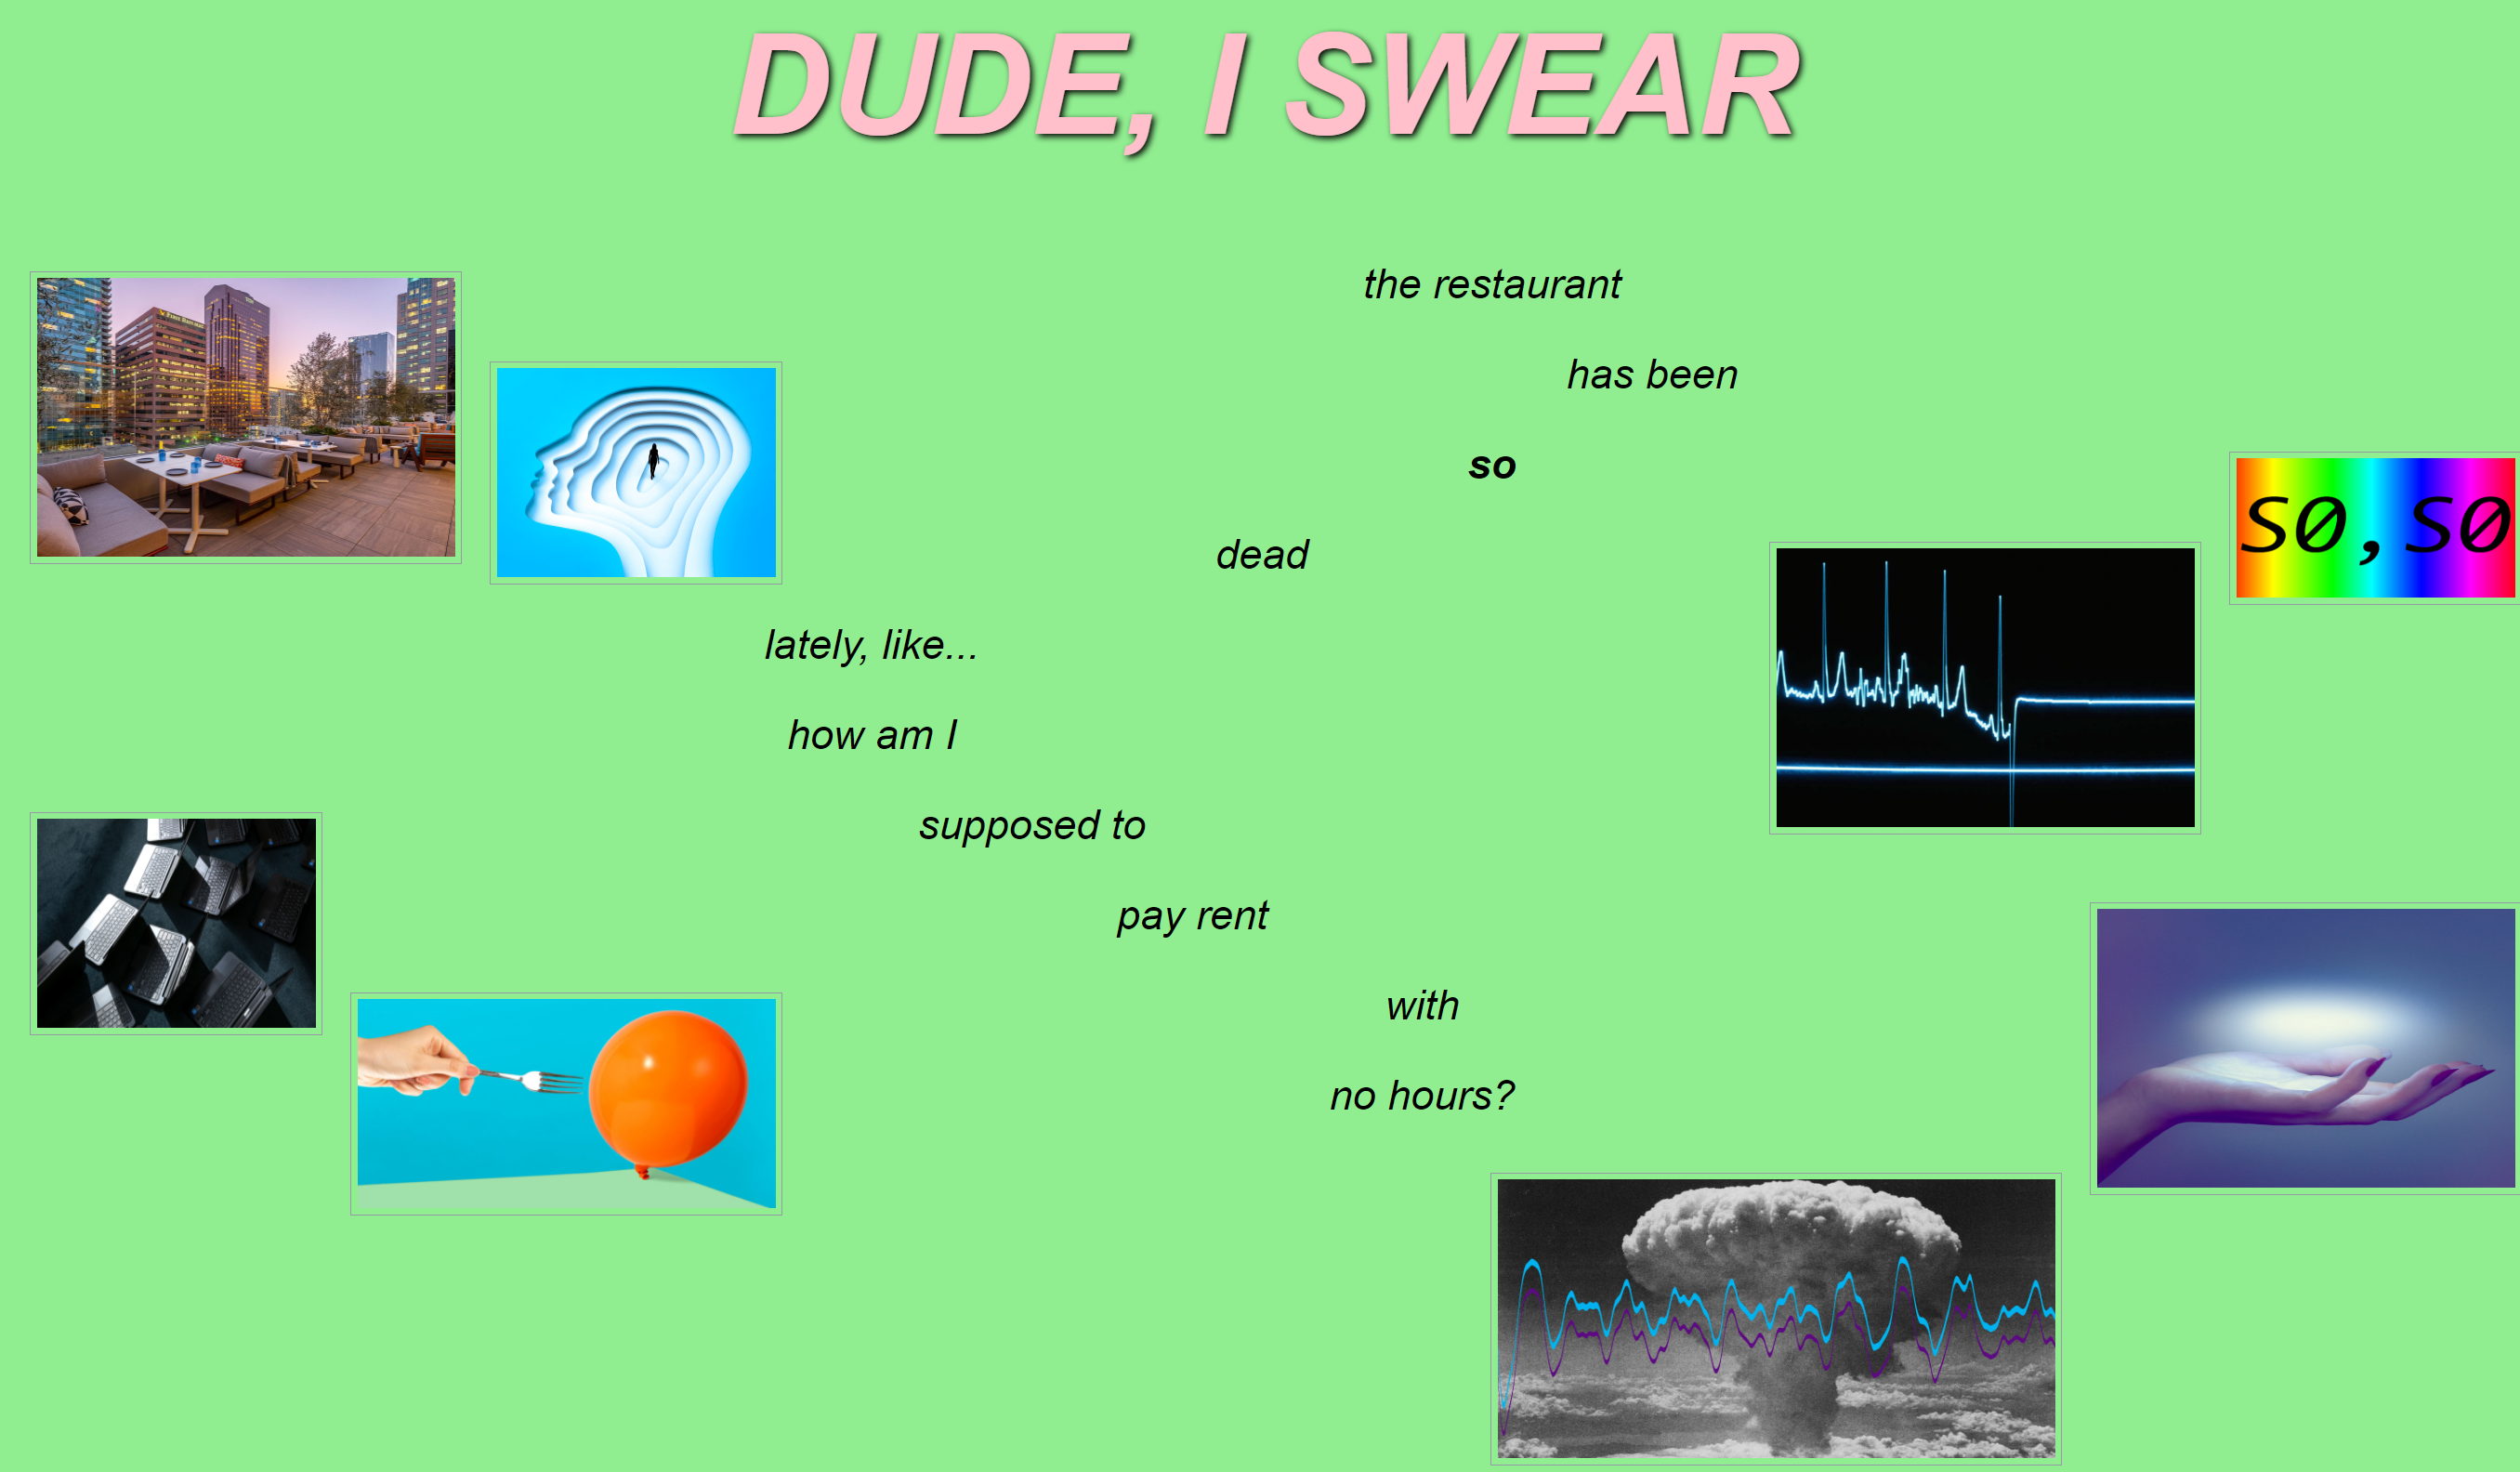 DUDE, I SWEAR
the restaurant
has been
so
dead
lately, like...
how am I
supposed to
pay rent
with
no hours?
SO,SO